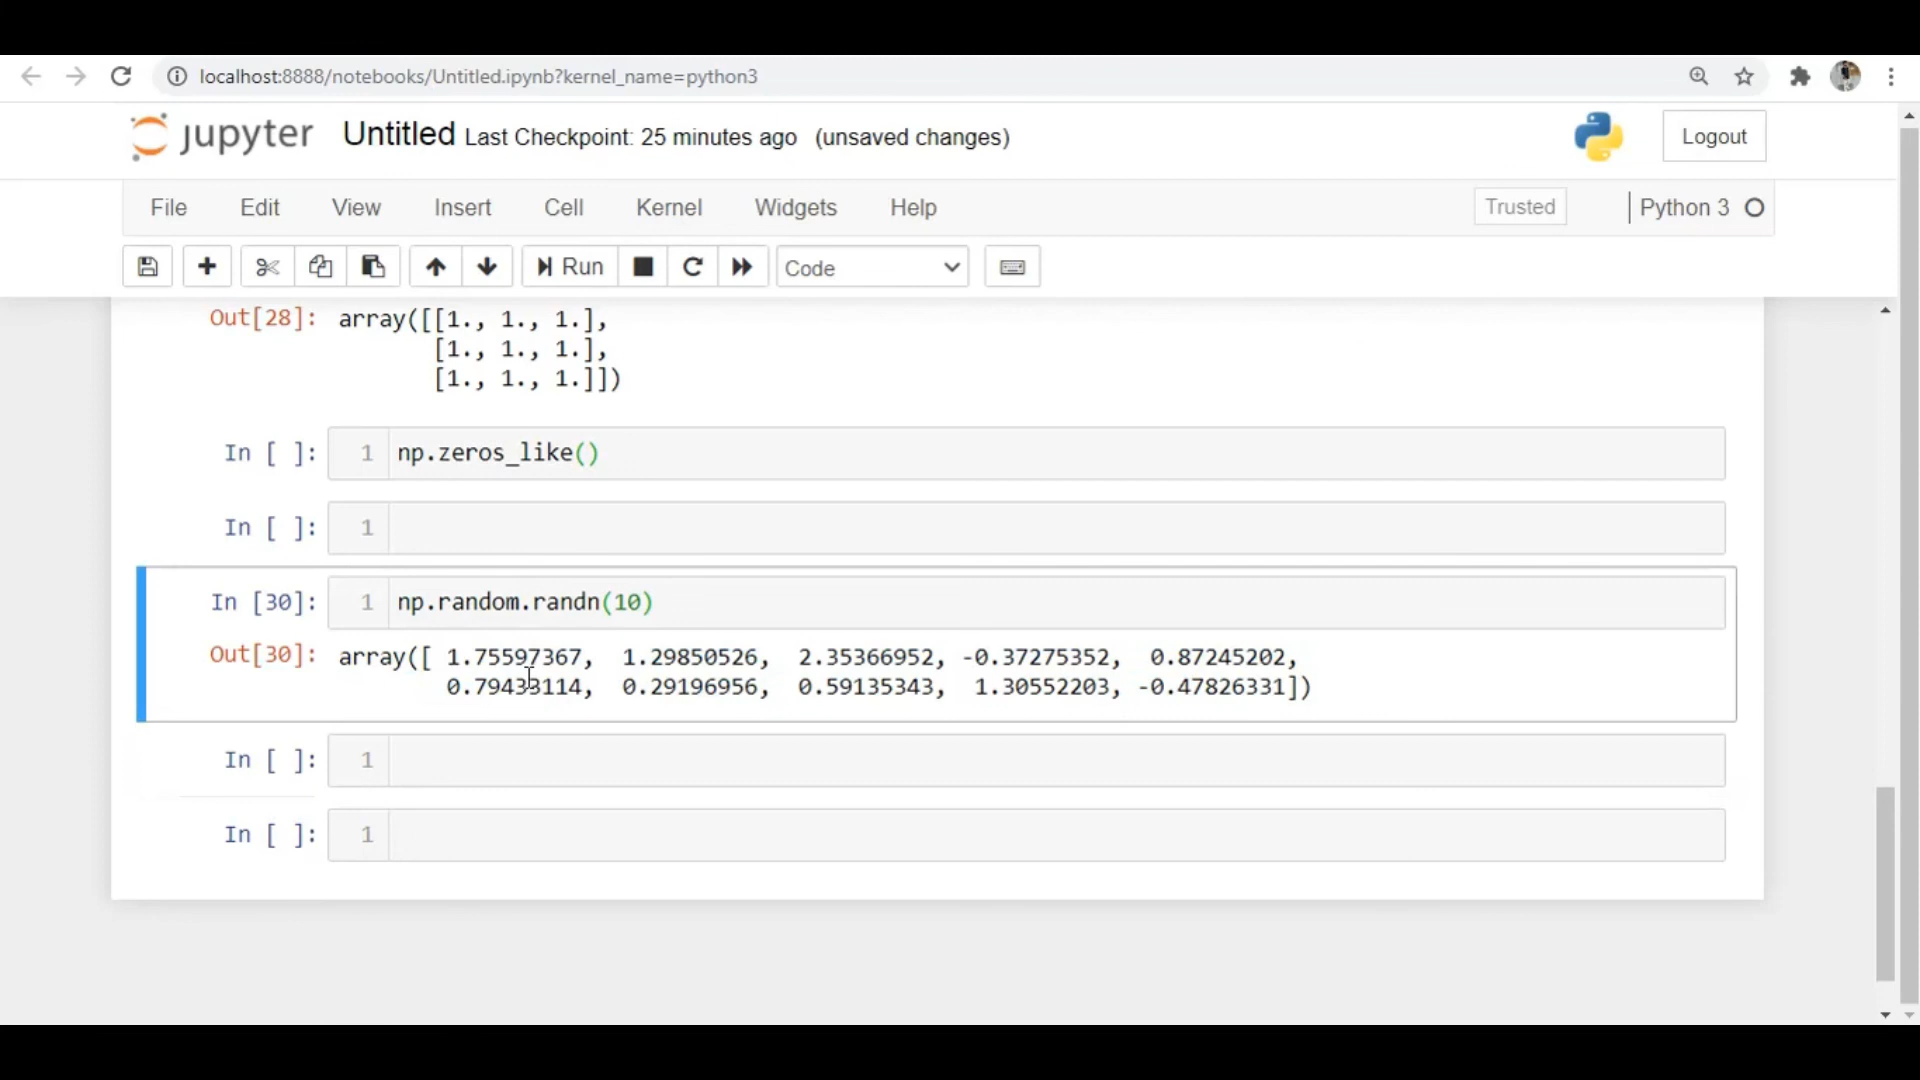 localhost:8888/notebooks/Untitled.ipynb?kernel_name=python3
jupyter Untitled Last Checkpoint: 25 minutes ago (unsaved changes) Logout
File Edit View Insert Cell Kernel Widgets Help Trusted Python 3
Run Code
Out[28]: array([[1., 1., 1.],
[1., 1., 1.],
[1., 1., 1.]])
In [ ]: 1 np.zeros_like()
In [ ]: 1
In [30]: 1 np.random.randn(10)
Out[30]: array([ 1.75597367, 1.29850526, 2.35366952, -0.37275352, 0.87245202,
0.79433114, 0.29196956, 0.59135343, 1.30552203, -0.47826331])
In [ ]: 1
In [ ]: 1